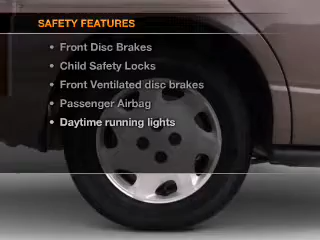 SAFETY FEATURES
• Front Disc Brakes
• Child Safety Locks
• Front Ventilated disc brakes
• Passenger Airbag
• Daytime running lights